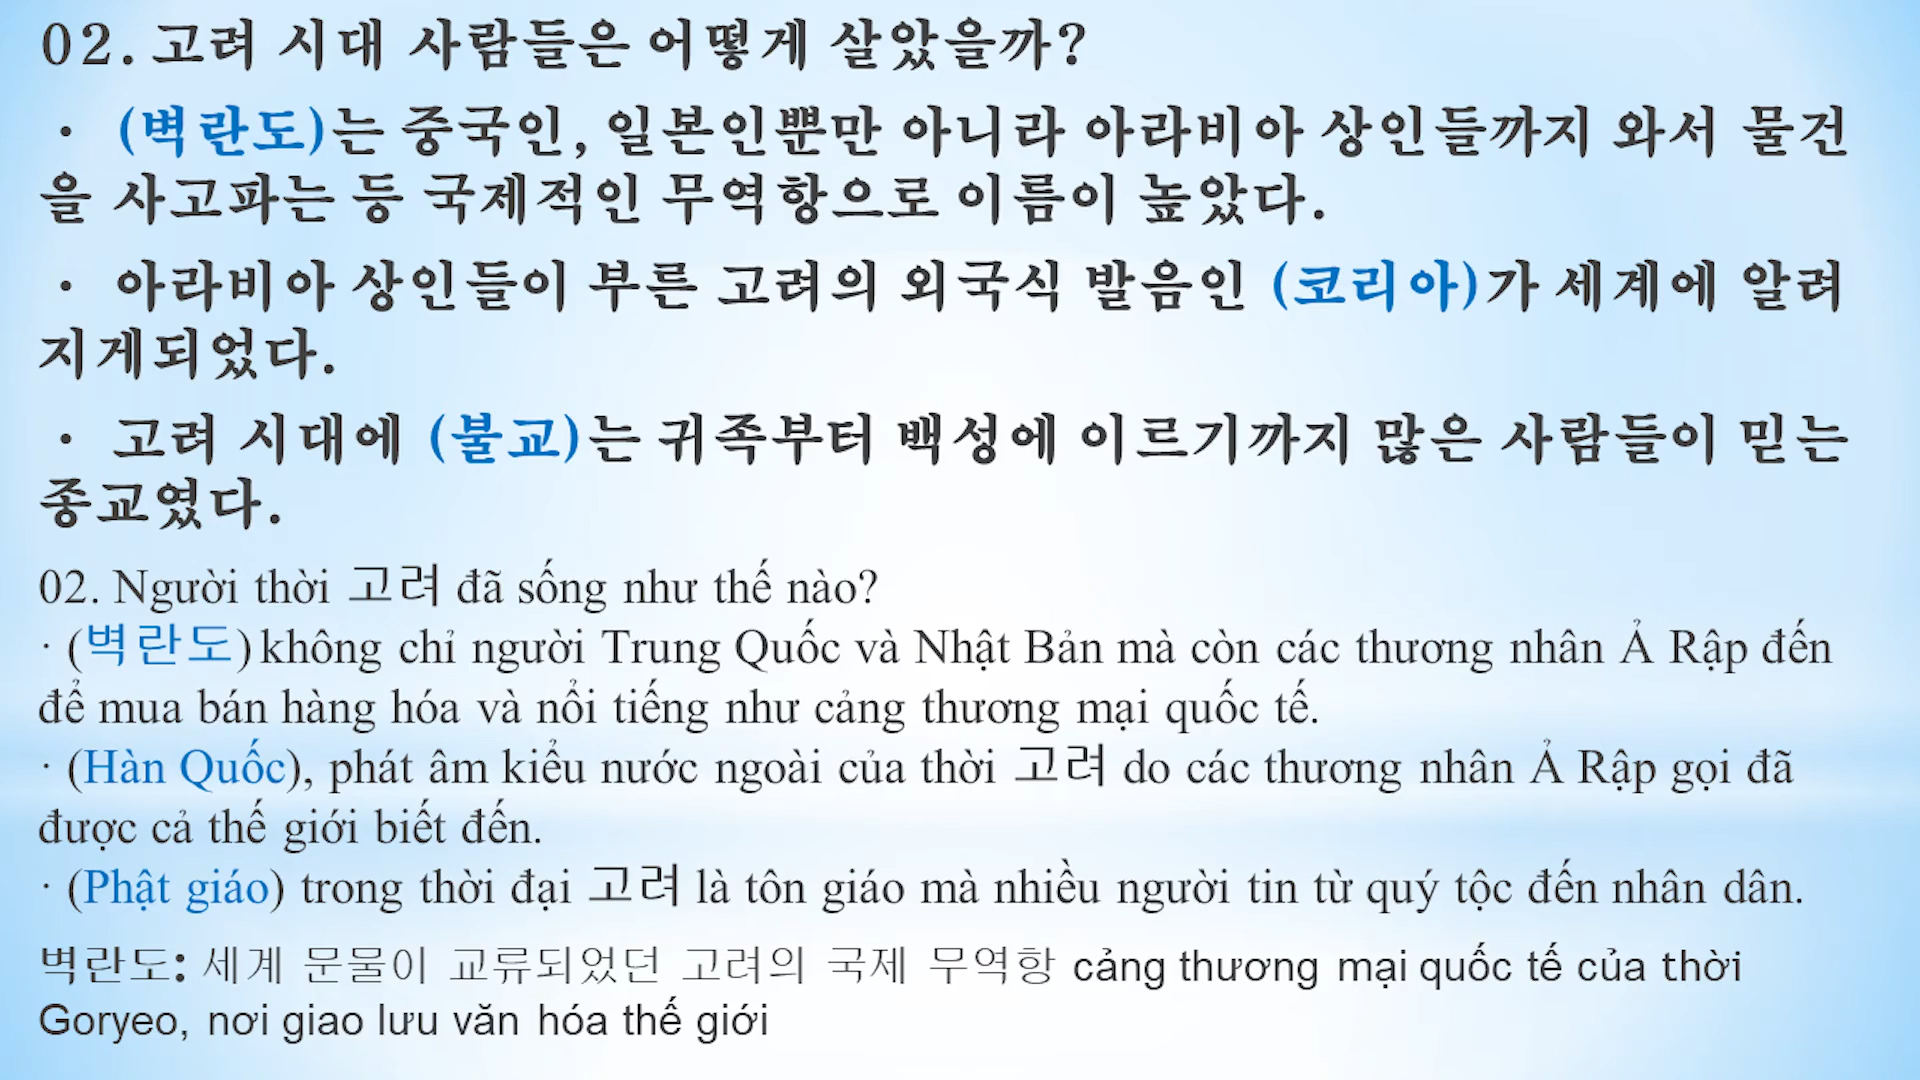 02. 고려 시대 사람들은 어떻게 살았을까?
· (벽란도)는 중국인, 일본인뿐만 아니라 아라비아 상인들까지 와서 물건
을 사고파는 등 국제적인 무역항으로 이름이 높았다.
· 아라비아 상인들이 부른 고려의 외국식 발음인 (코리아)가 세계에 알려
지게되었다.
· 고려 시대에 (불교)는 귀족부터 백성에 이르기까지 많은 사람들이 믿는
종교였다.
02. Người thời 고려 đã sống như thế nào?
· (벽란도) không chỉ người Trung Quốc và Nhật Bản mà còn các thương nhân Ả Rập đến
để mua bán hàng hóa và nổi tiếng như cảng thương mại quốc tế.
· (Hàn Quốc), phát âm kiểu nước ngoài của thời 고려 do các thương nhân Ả Rập gọi đã
được cả thế giới biết đến.
· (Phật giáo) trong thời đại 고려 là tôn giáo mà nhiều người tin từ quý tộc đến nhân dân.
벽란도: 세계 문물이 교류되었던 고려의 국제 무역항 cảng thương mại quốc tế của thời
Goryeo, nơi giao lưu văn hóa thế giới